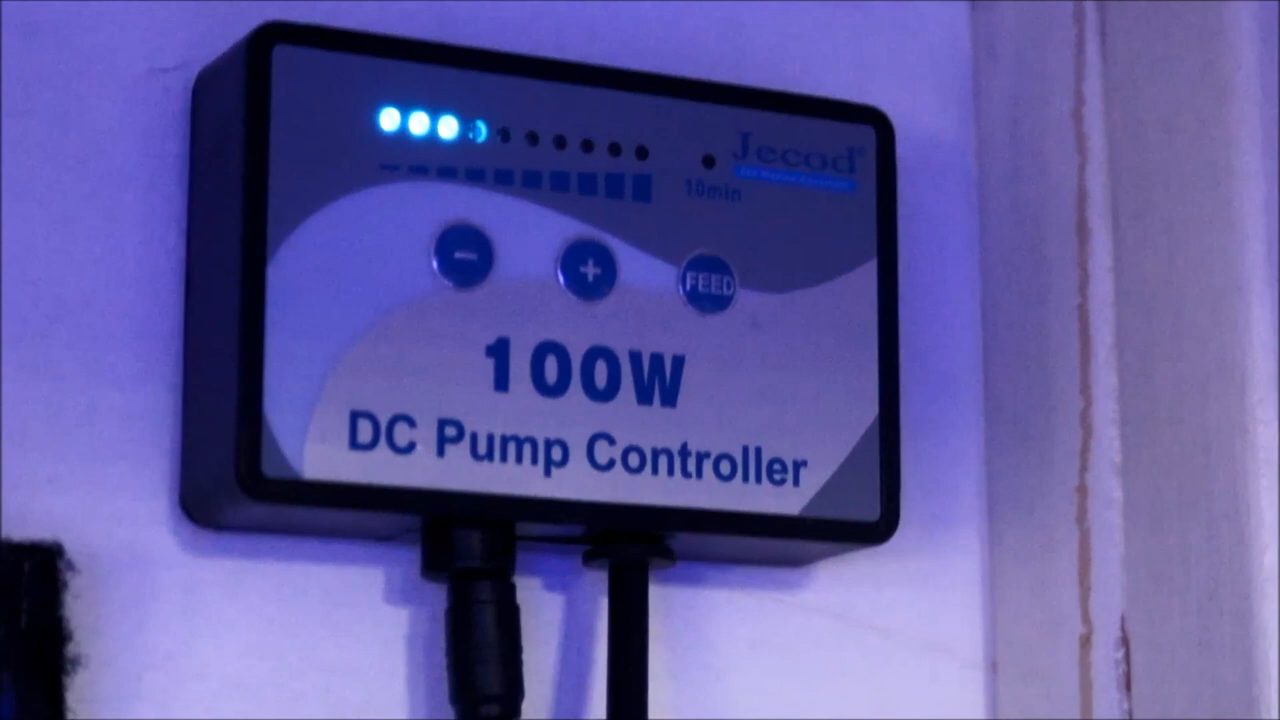 Jecod®
10min
−
+
FEED
100W
DC Pump Controller